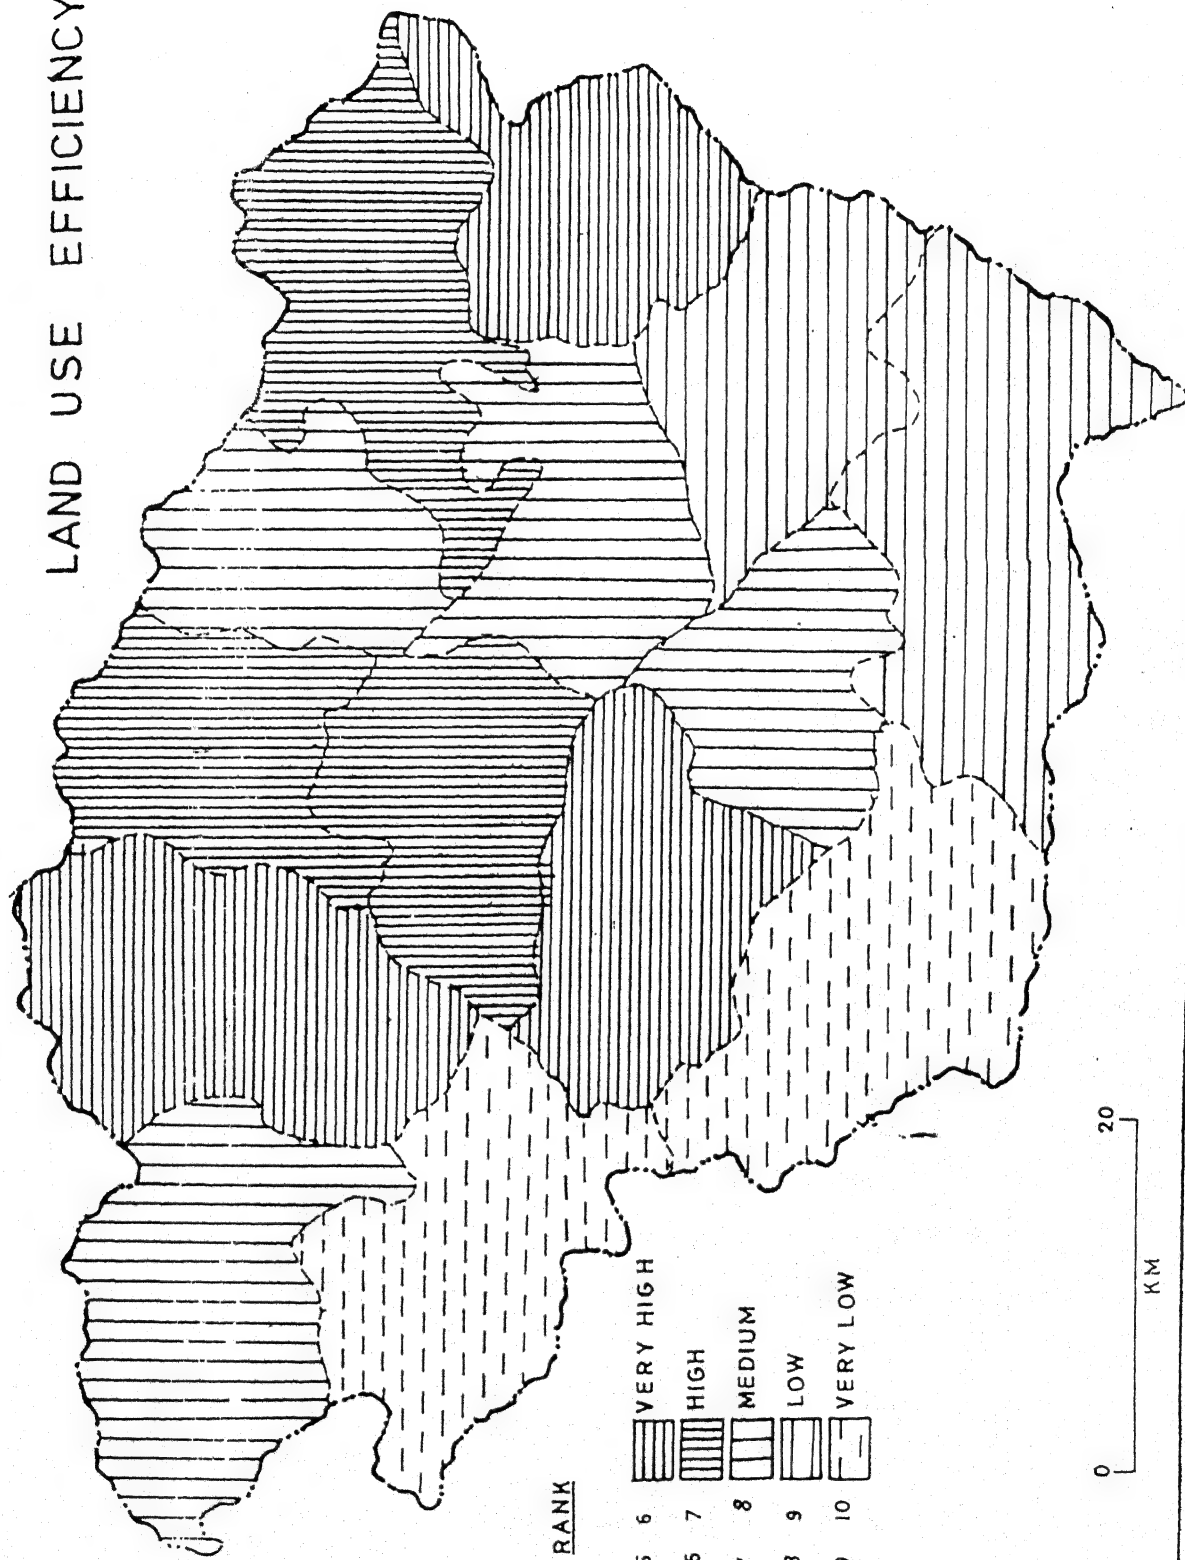 LAND USE EFFICIENCY
RANK
6 VERY HIGH
7 HIGH
8 MEDIUM
9 LOW
10 VERY LOW
0 20
KM